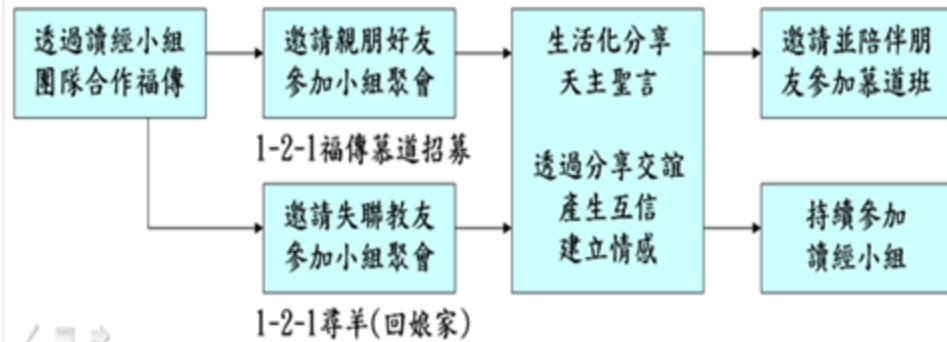 透過讀經小組
團隊合作福傳
邀請親朋好友
參加小組聚會
1-2-1福傳慕道招募
邀請失聯教友
參加小組聚會
1-2-1尋羊(回娘家)
生活化分享
天主聖言
透過分享交誼
產生互信
建立情感
邀請並陪伴朋
友參加慕道班
持續參加
讀經小組